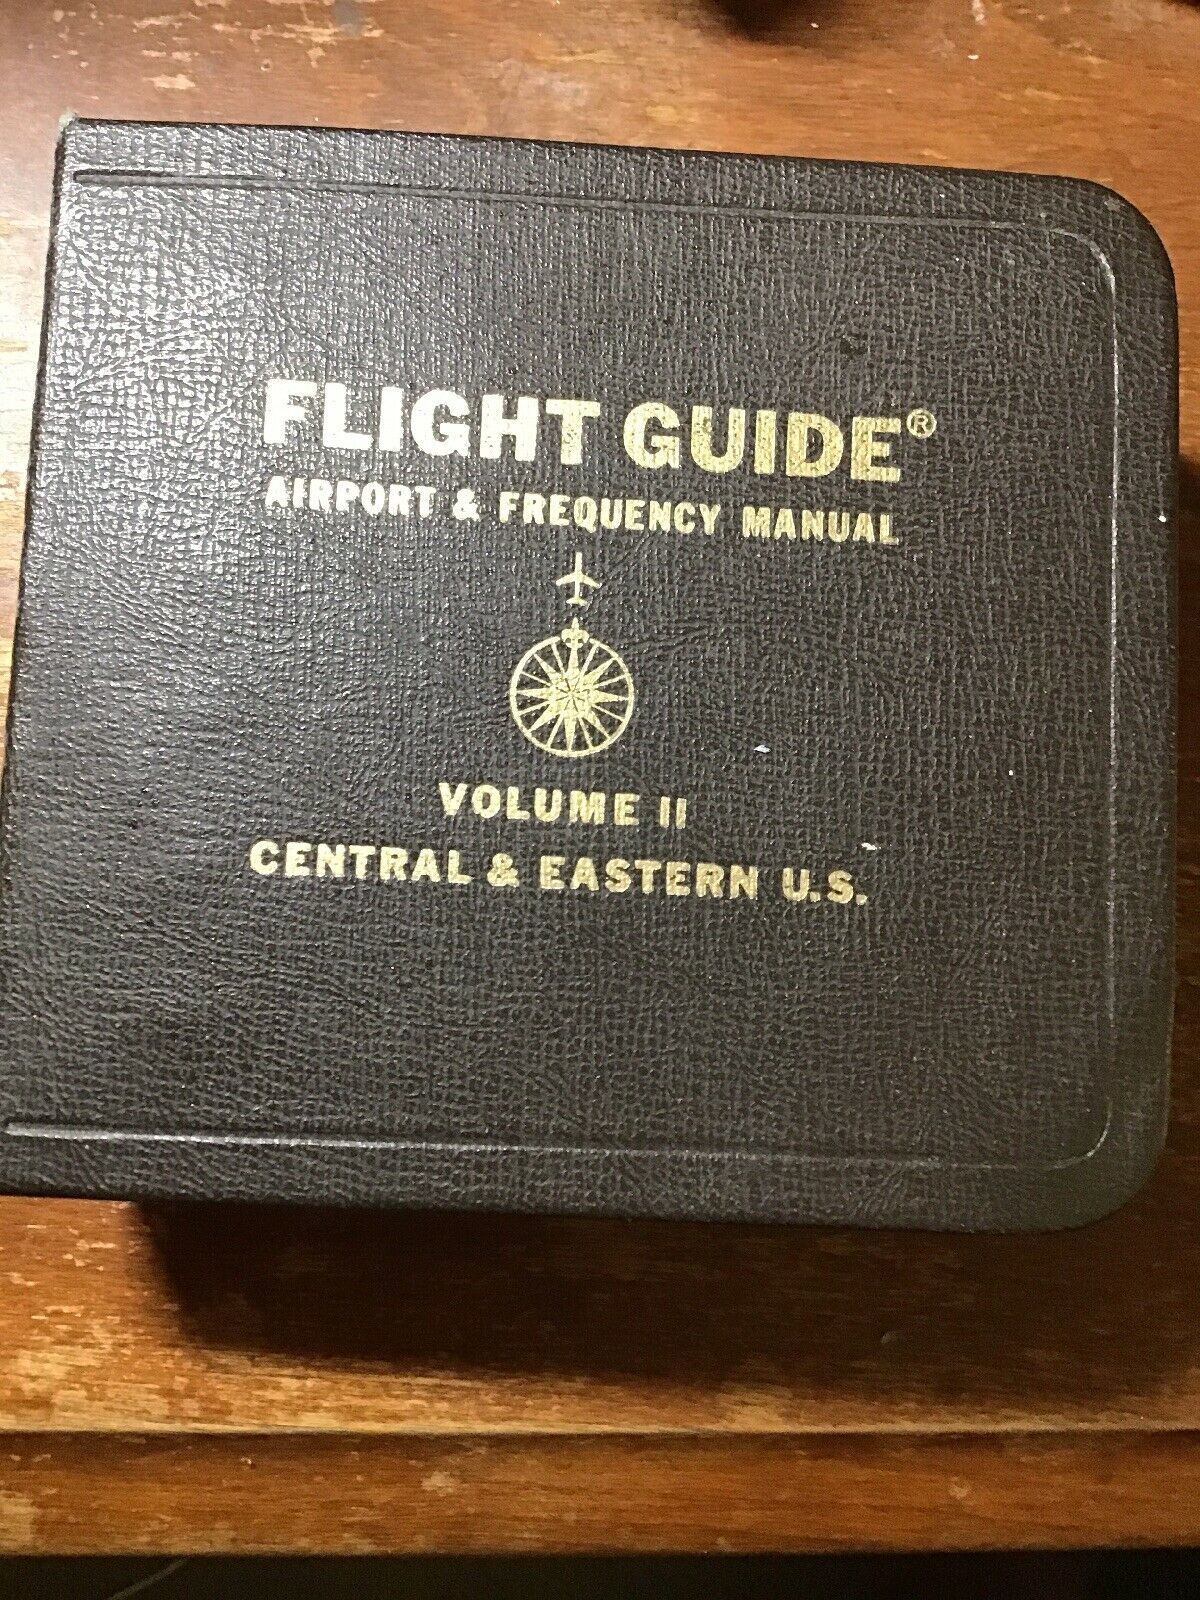 FLIGHT GUIDE®
AIRPORT & FREQUENCY MANUAL
VOLUME II
CENTRAL & EASTERN U.S.